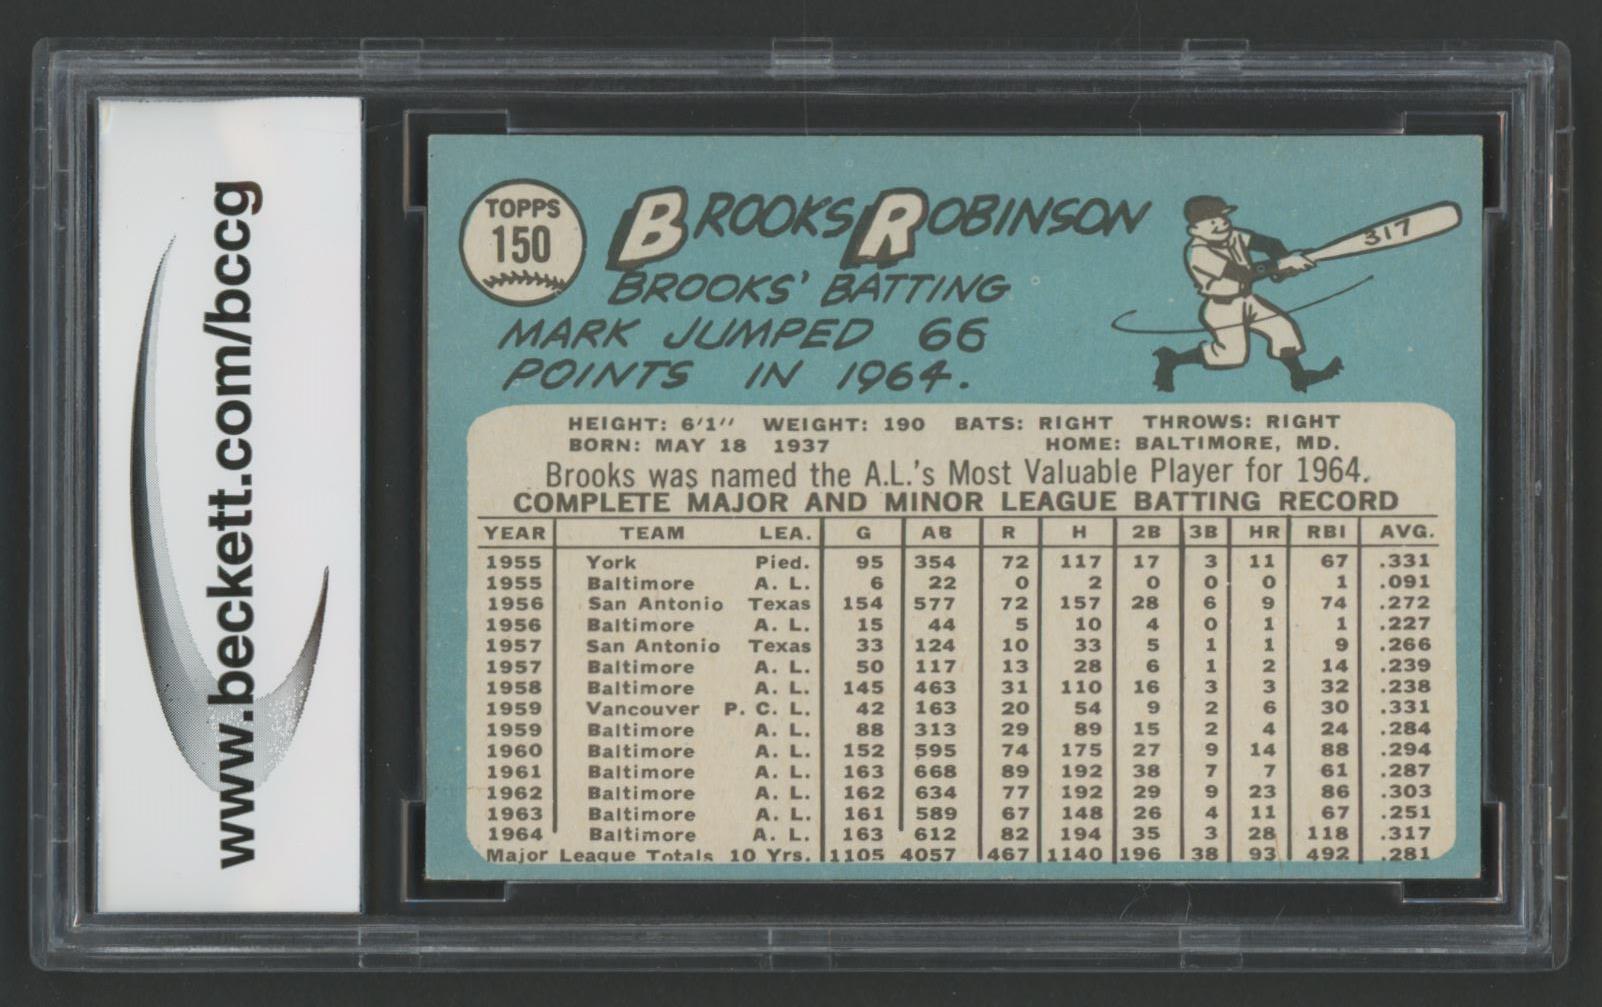 www.beckett.com/bccg
TOPPS
150
BROOKS ROBINSON
BROOKS' BATTING
MARK JUMPED 66
POINTS IN 1964.
317
HEIGHT: 6'1" WEIGHT: 190 BATS: RIGHT THROWS: RIGHT
BORN: MAY 18 1937 HOME: BALTIMORE, MD.
Brooks was named the A.L.'s Most Valuable Player for 1964.
COMPLETE MAJOR AND MINOR LEAGUE BATTING RECORD
YEAR TEAM LEA. G AB R H 2B 3B HR RBI AVG.
1955 York Pied. 95 354 72 117 17 3 11 67 .331
1955 Baltimore A. L. 6 22 0 2 0 0 0 1 .091
1956 San Antonio Texas 154 577 72 157 28 6 9 74 .272
1956 Baltimore A. L. 15 44 5 10 4 0 1 1 .227
1957 San Antonio Texas 33 124 10 33 5 1 1 9 .266
1957 Baltimore A. L. 50 117 13 28 6 1 2 14 .239
1958 Baltimore A. L. 145 463 31 110 16 3 3 32 .238
1959 Vancouver P. C. L. 42 163 20 54 9 2 6 30 .331
1959 Baltimore A. L. 88 313 29 89 15 2 4 24 .284
1960 Baltimore A. L. 152 595 74 175 27 9 14 88 .294
1961 Baltimore A. L. 163 668 89 192 38 7 7 61 .287
1962 Baltimore A. L. 162 634 77 192 29 9 23 86 .303
1963 Baltimore A. L. 161 589 67 148 26 4 11 67 .251
1964 Baltimore A. L. 163 612 82 194 35 3 28 118 .317
Major League Totals 10 Yrs. 1105 4057 467 1140 196 38 93 492 .281